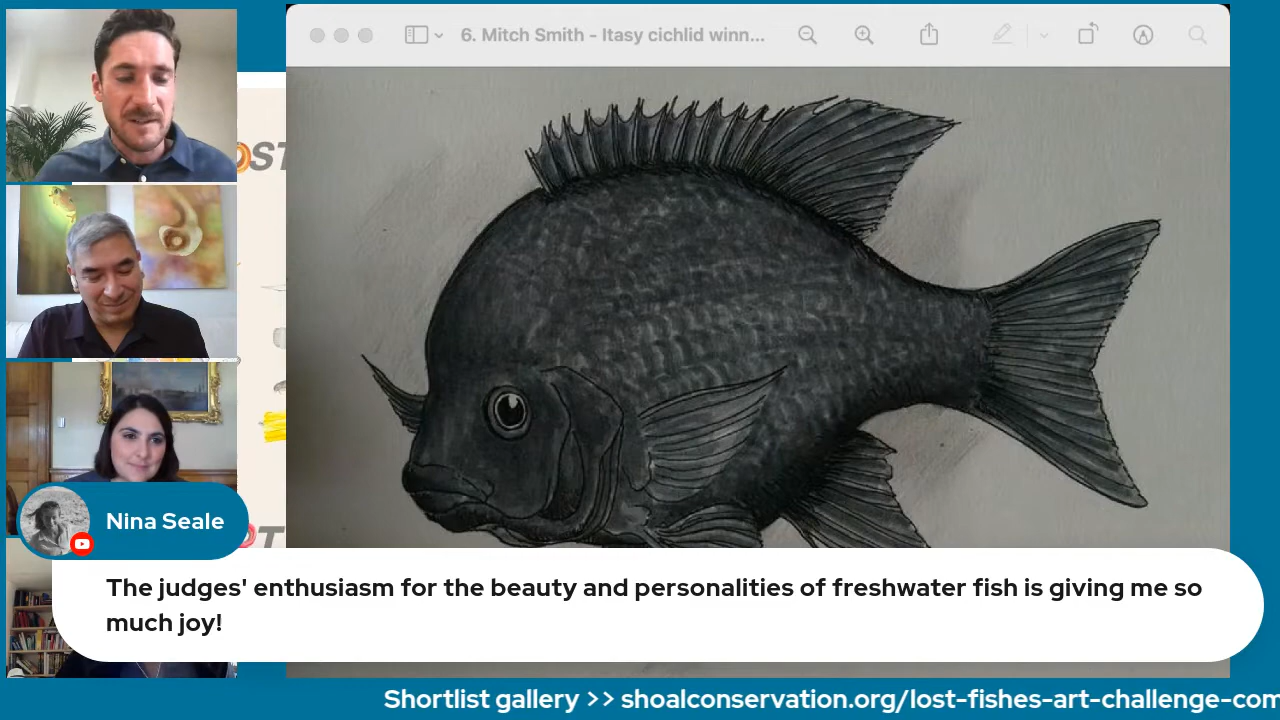 6. Mitch Smith - Itasy cichlid winn...
OST
Nina Seale
The judges' enthusiasm for the beauty and personalities of freshwater fish is giving me so
much joy!
Shortlist gallery >> shoalconservation.org/lost-fishes-art-challenge-com